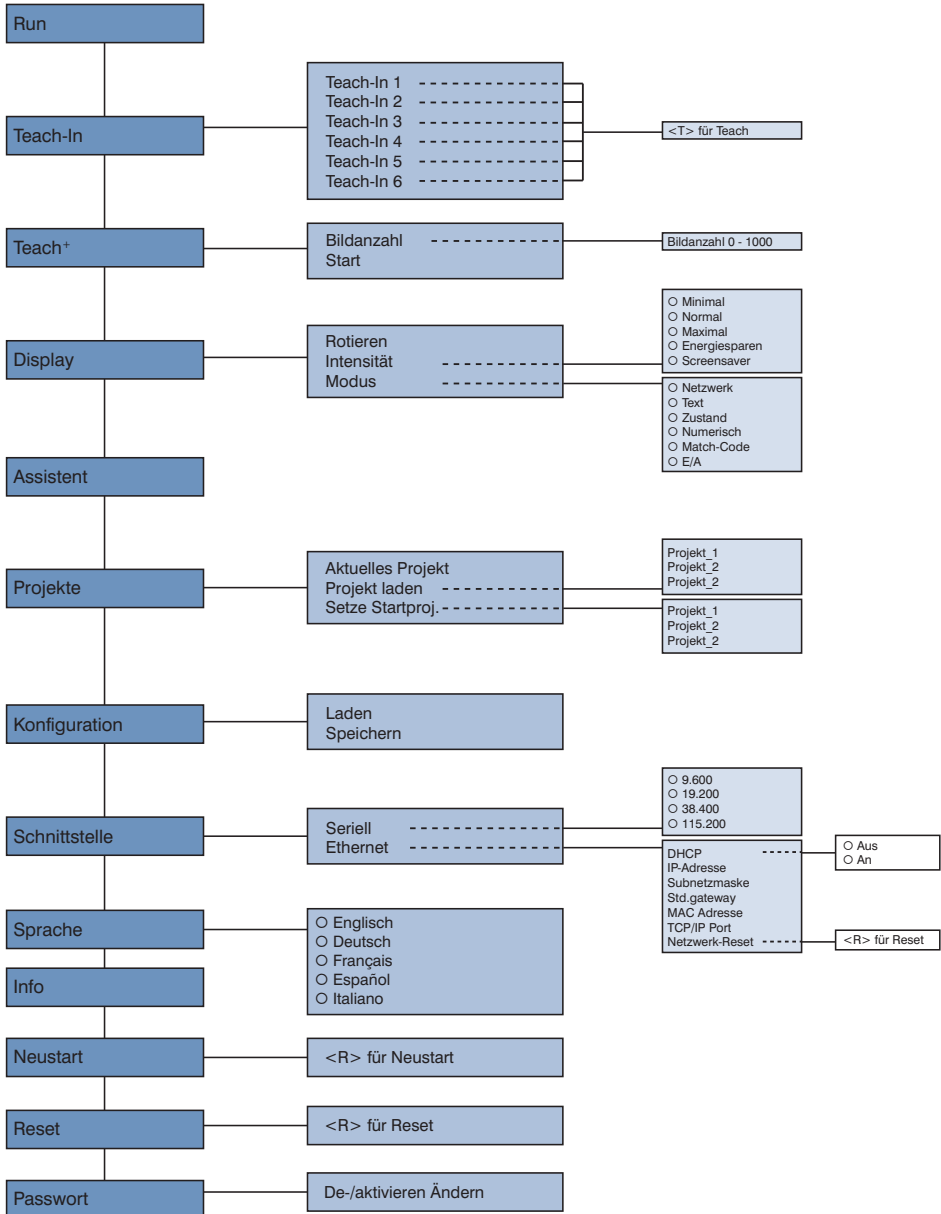 Run
Teach-In
Teach-In 1
Teach-In 2
Teach-In 3
Teach-In 4
Teach-In 5
Teach-In 6
<T> für Teach
Teach+
Bildanzahl
Start
Bildanzahl 0 - 1000
Display
Rotieren
Intensität
Modus
Minimal
Normal
Maximal
Energiesparen
Screensaver
Netzwerk
Text
Zustand
Numerisch
Match-Code
E/A
Assistent
Projekte
Aktuelles Projekt
Projekt laden
Setze Startproj.
Projekt_1
Projekt_2
Projekt_2
Projekt_1
Projekt_2
Projekt_2
Konfiguration
Laden
Speichern
Schnittstelle
Seriell
Ethernet
9.600
19.200
38.400
115.200
DHCP
IP-Adresse
Subnetzmaske
Std.gateway
MAC Adresse
TCP/IP Port
Netzwerk-Reset
Aus
An
<R> für Reset
Sprache
Englisch
Deutsch
Français
Español
Italiano
Info
Neustart
<R> für Neustart
Reset
<R> für Reset
Passwort
De-/aktivieren Ändern